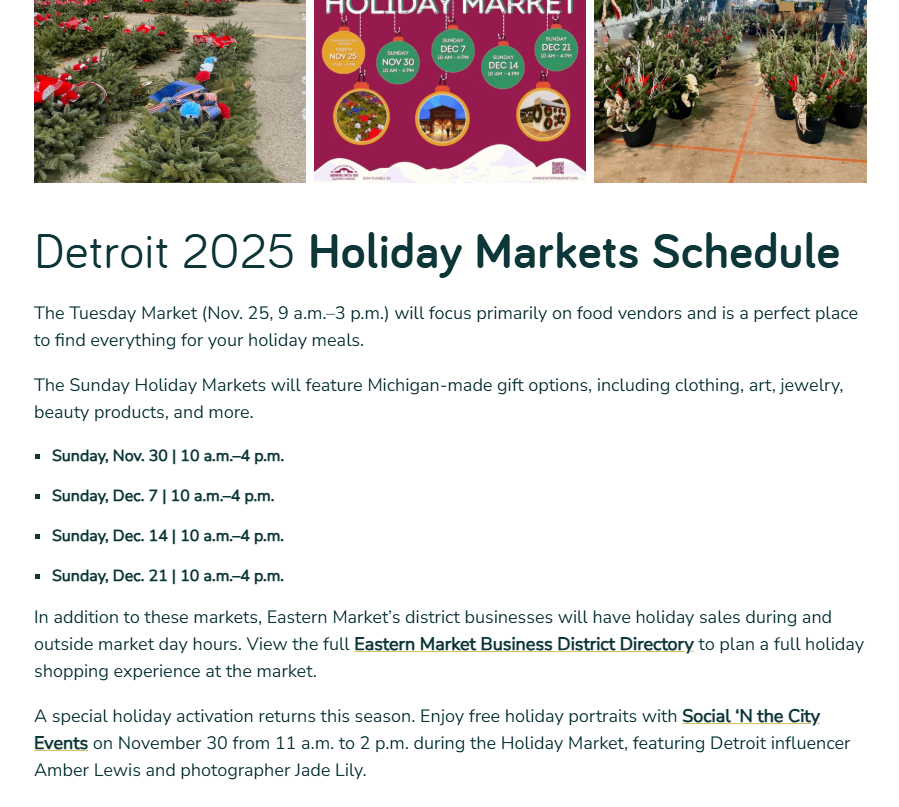 HOLIDAY MARKET
TUESDAY
NOV 25
SUNDAY
NOV 30
10 AM - 4 PM
SUNDAY
DEC 7
10 AM - 4 PM
SUNDAY
DEC 14
10 AM - 4 PM
SUNDAY
DEC 21
10 AM - 4 PM
Detroit 2025 Holiday Markets Schedule
The Tuesday Market (Nov. 25, 9 a.m.–3 p.m.) will focus primarily on food vendors and is a perfect place
to find everything for your holiday meals.
The Sunday Holiday Markets will feature Michigan-made gift options, including clothing, art, jewelry,
beauty products, and more.
▪ Sunday, Nov. 30 | 10 a.m.–4 p.m.
▪ Sunday, Dec. 7 | 10 a.m.–4 p.m.
▪ Sunday, Dec. 14 | 10 a.m.–4 p.m.
▪ Sunday, Dec. 21 | 10 a.m.–4 p.m.
In addition to these markets, Eastern Market’s district businesses will have holiday sales during and
outside market day hours. View the full Eastern Market Business District Directory to plan a full holiday
shopping experience at the market.
A special holiday activation returns this season. Enjoy free holiday portraits with Social ‘N the City
Events on November 30 from 11 a.m. to 2 p.m. during the Holiday Market, featuring Detroit influencer
Amber Lewis and photographer Jade Lily.